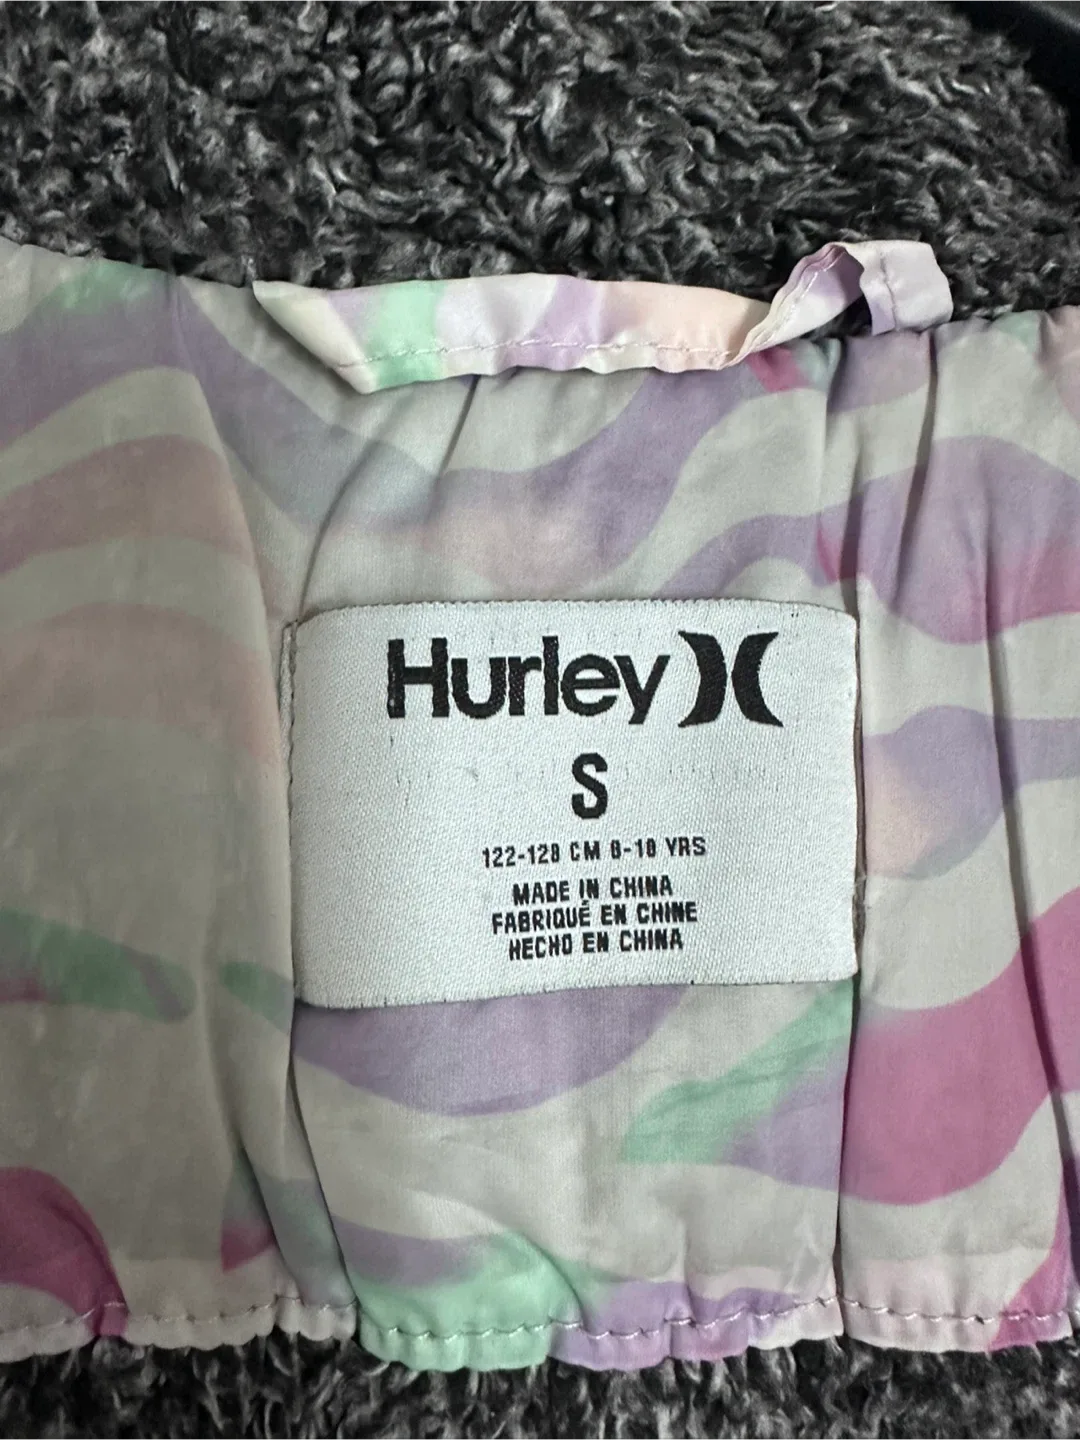 Hurley
S
122-128 CM 8-10 YRS
MADE IN CHINA
FABRIQUÉ EN CHINE
HECHO EN CHINA